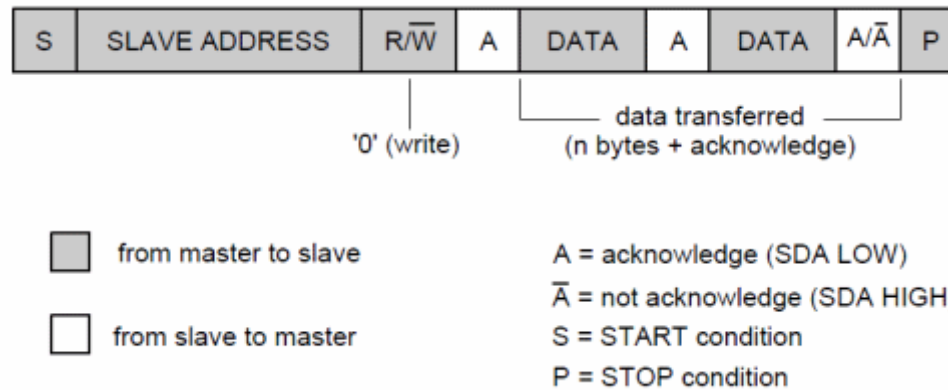 S SLAVE ADDRESS R/W̅ A DATA A DATA A/A̅ P
data transferred
'0' (write) (n bytes + acknowledge)
from master to slave
from slave to master
A = acknowledge (SDA LOW)
A̅ = not acknowledge (SDA HIGH
S = START condition
P = STOP condition